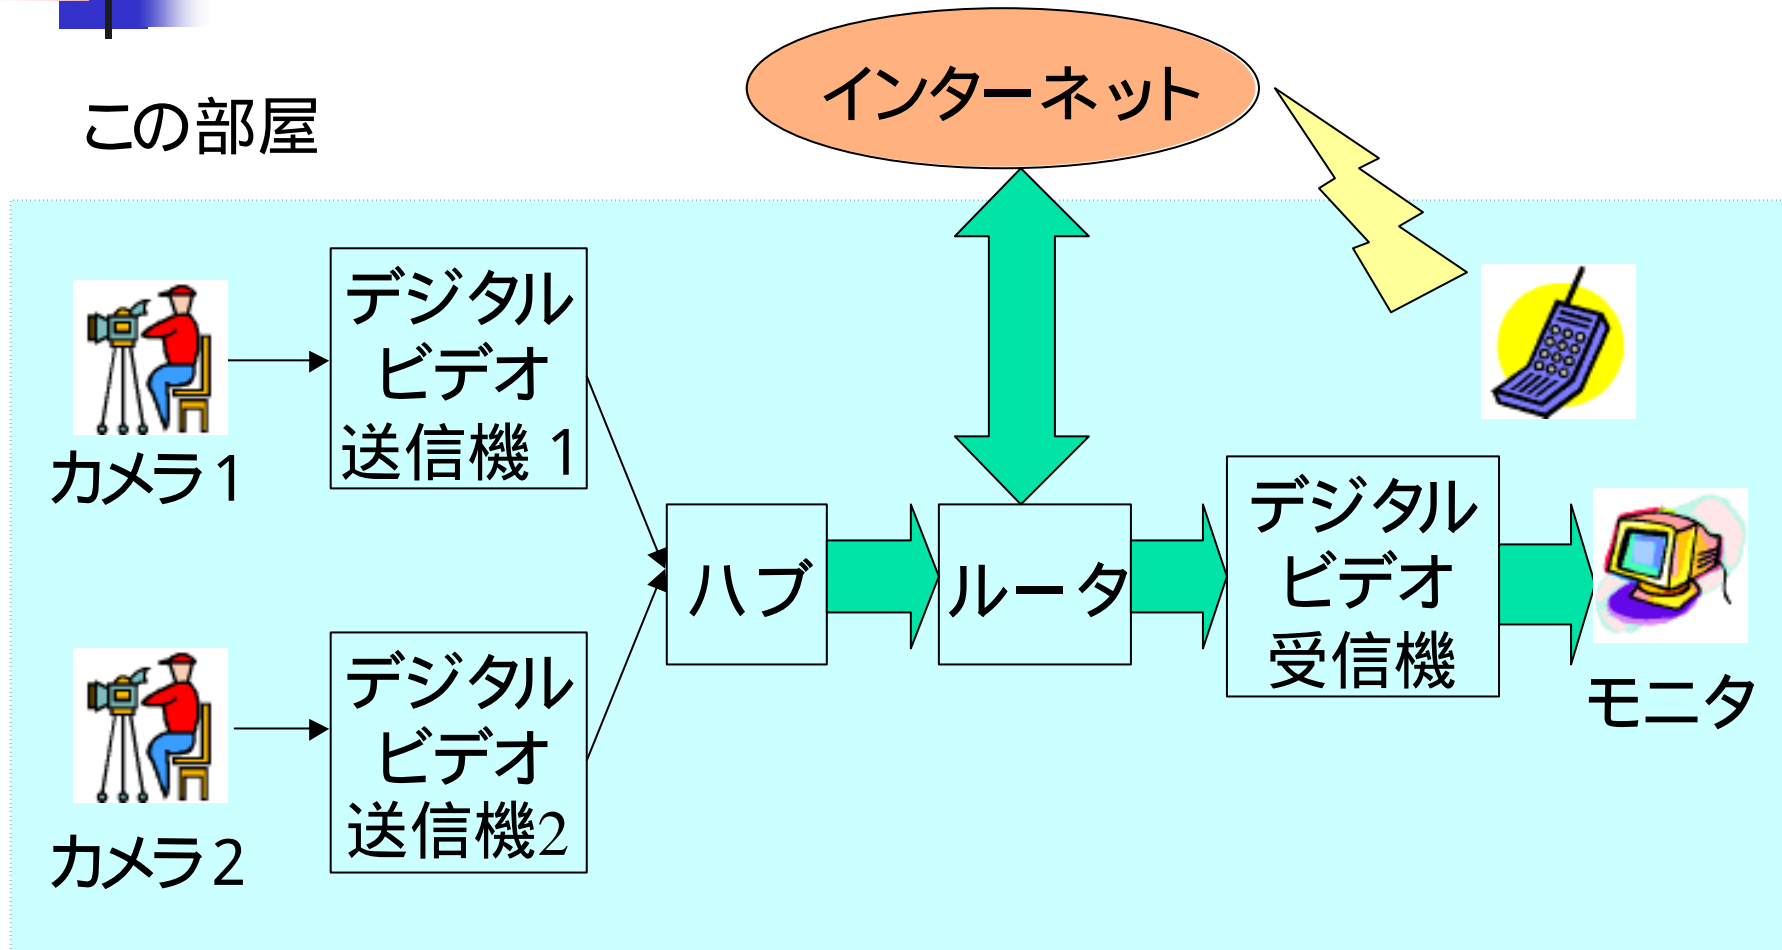 インターネット
この部屋
デジタル
ビデオ
送信機 1
カメラ1
デジタル
ビデオ
送信機2
カメラ2
ハブ
ルータ
デジタル
ビデオ
受信機
モニタ